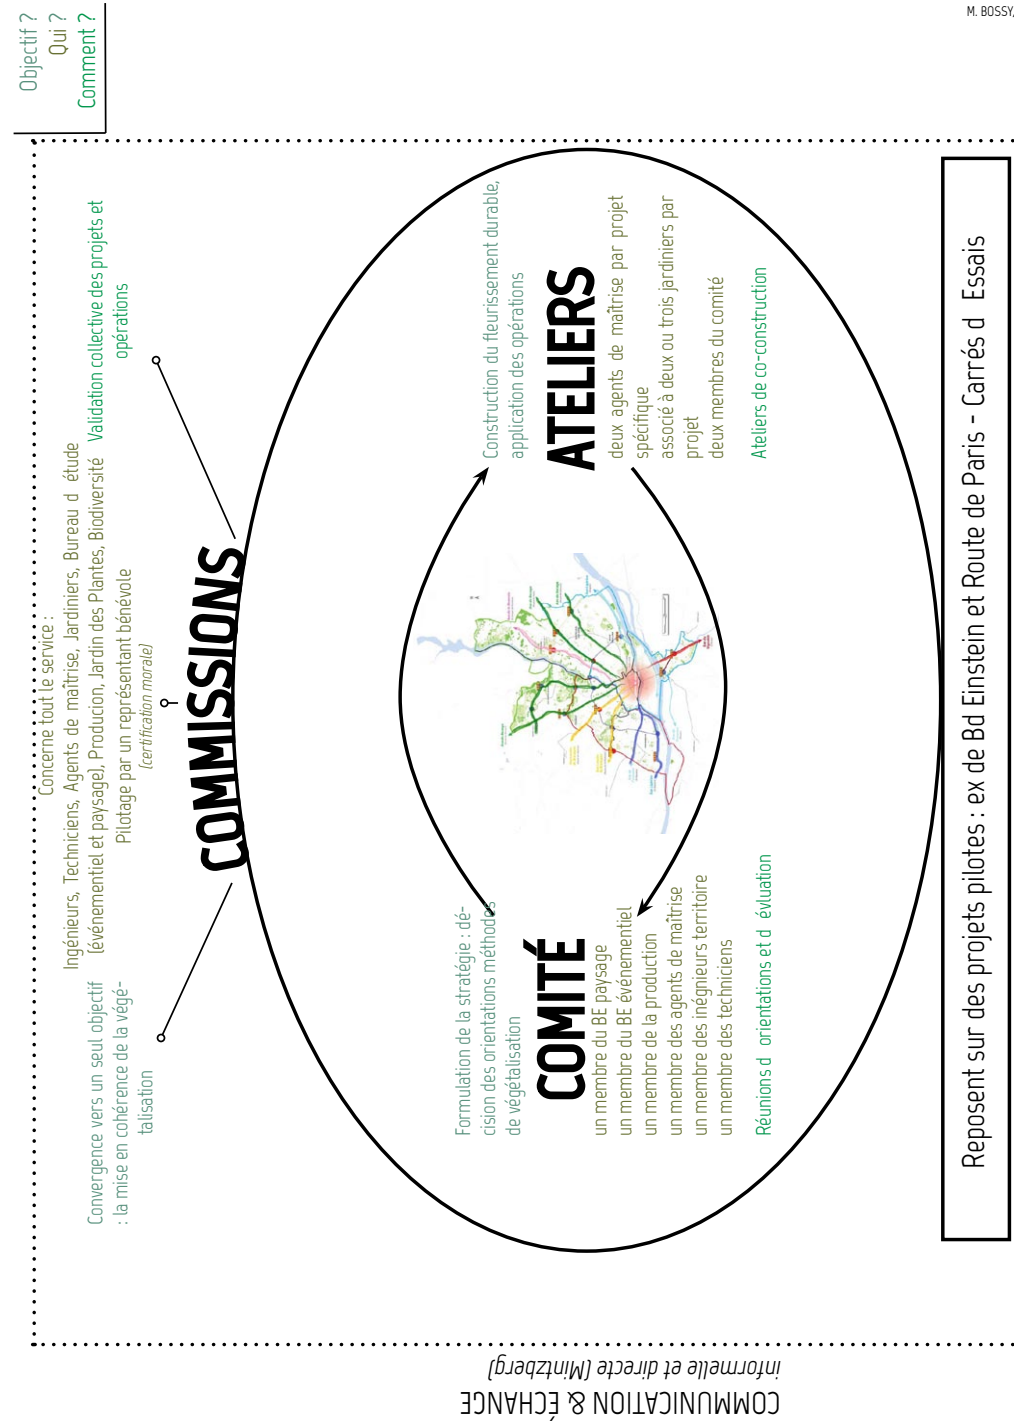 M. BOSSY,
Objectif ?
Qui ?
Comment ?
Concerne tout le service :
Ingénieurs, Techniciens, Agents de maîtrise, Jardiniers, Bureau d étude
(événementiel et paysage), Producion, Jardin des Plantes, Biodiversité
Pilotage par un représentant bénévole
(certification morale)
Convergence vers un seul objectif
: la mise en cohérence de la végé-
talisation
Validation collective des projets et
opérations
COMMISSIONS
Formulation de la stratégie : dé-
cision des orientations méthodes
de végétalisation
COMITÉ
un membre du BE paysage
un membre du BE événementiel
un membre de la production
un membre des agents de maîtrise
un membre des inégnieurs territoire
un membre des techniciens
Réunions d orientations et d évluation
Construction du fleurissement durable,
application des opérations
ATELIERS
deux agents de maîtrise par projet
spécifique
associé à deux ou trois jardiniers par
projet
deux membres du comité
Ateliers de co-construction
Reposent sur des projets pilotes : ex de Bd Einstein et Route de Paris - Carrés d Essais
COMMUNICATION & ÉCHANGE
informelle et directe (Mintzberg)